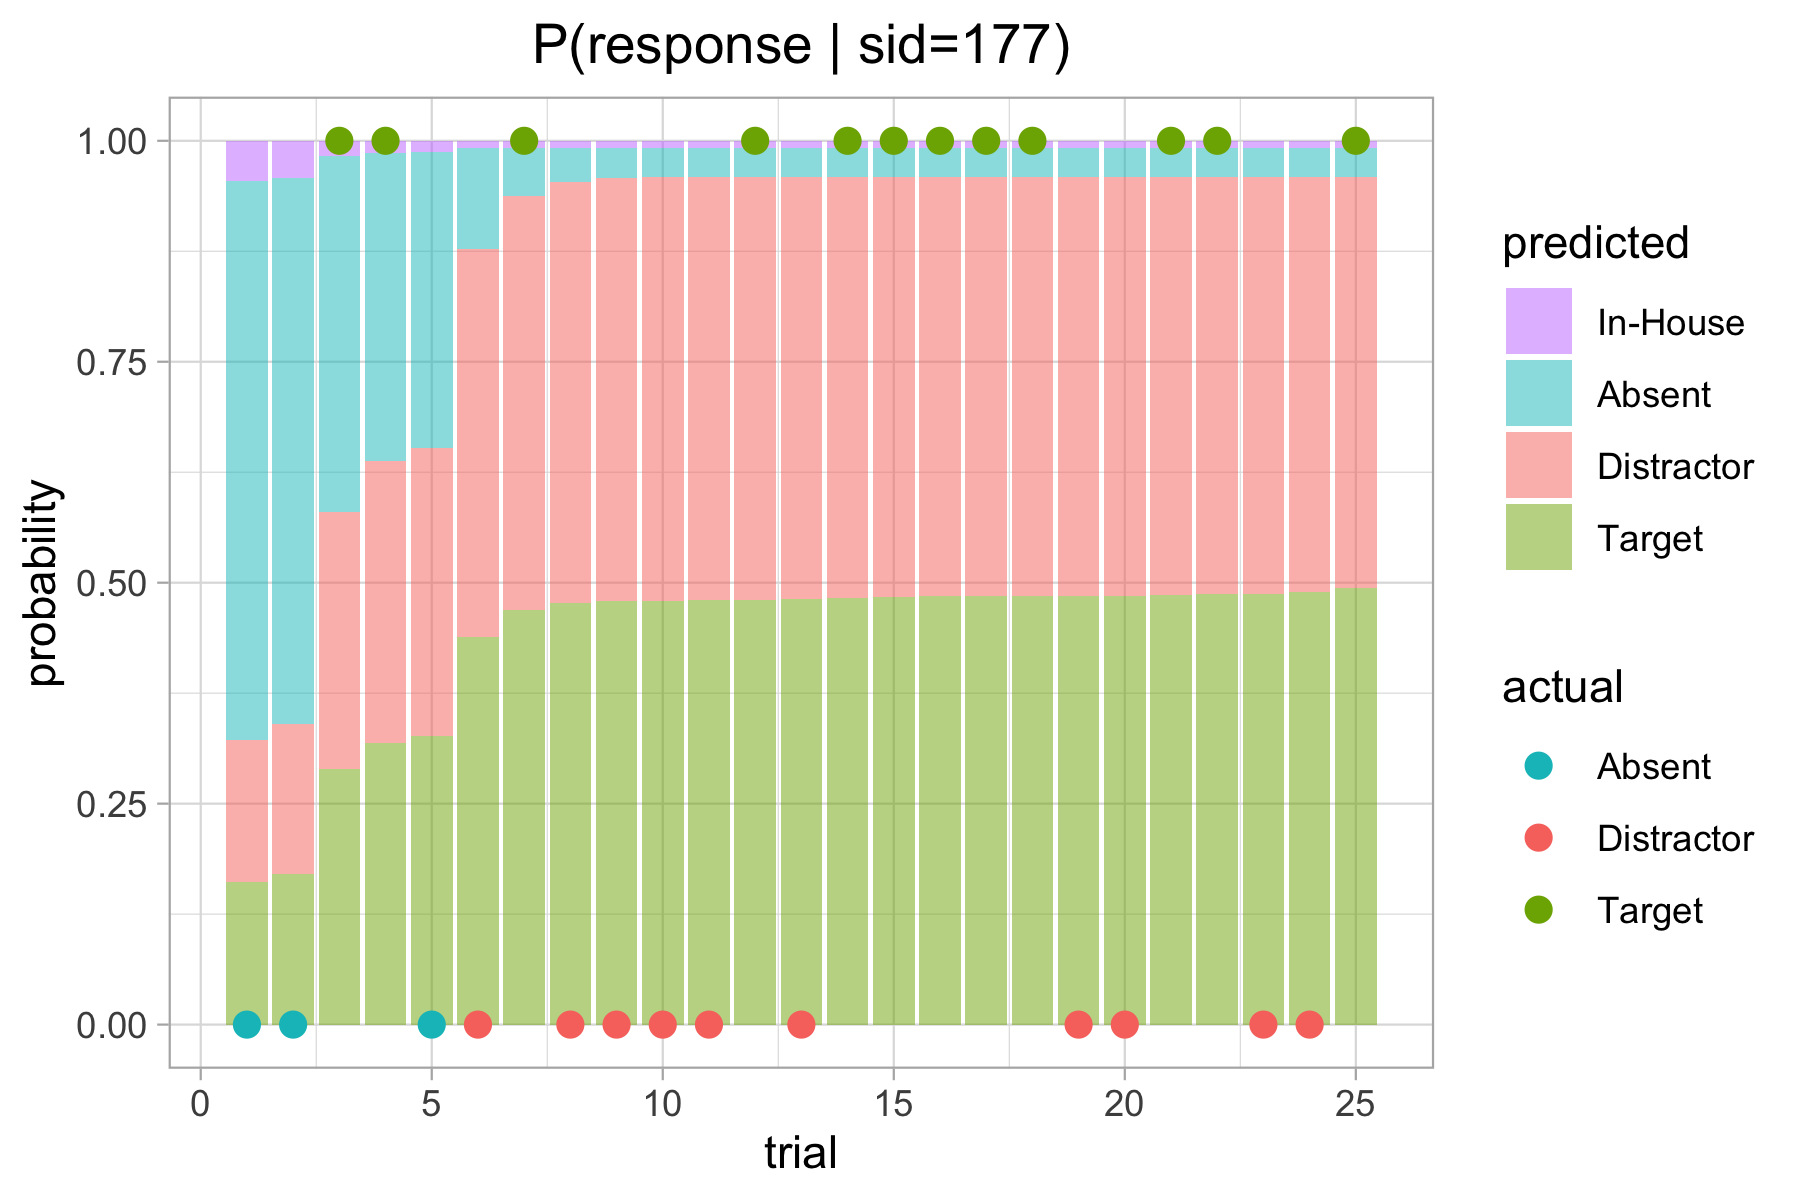 P(response | sid=177)
1.00
0.75
0.50
0.25
0.00
probability
0 5 10 15 20 25
trial
predicted
In-House
Absent
Distractor
Target
actual
Absent
Distractor
Target